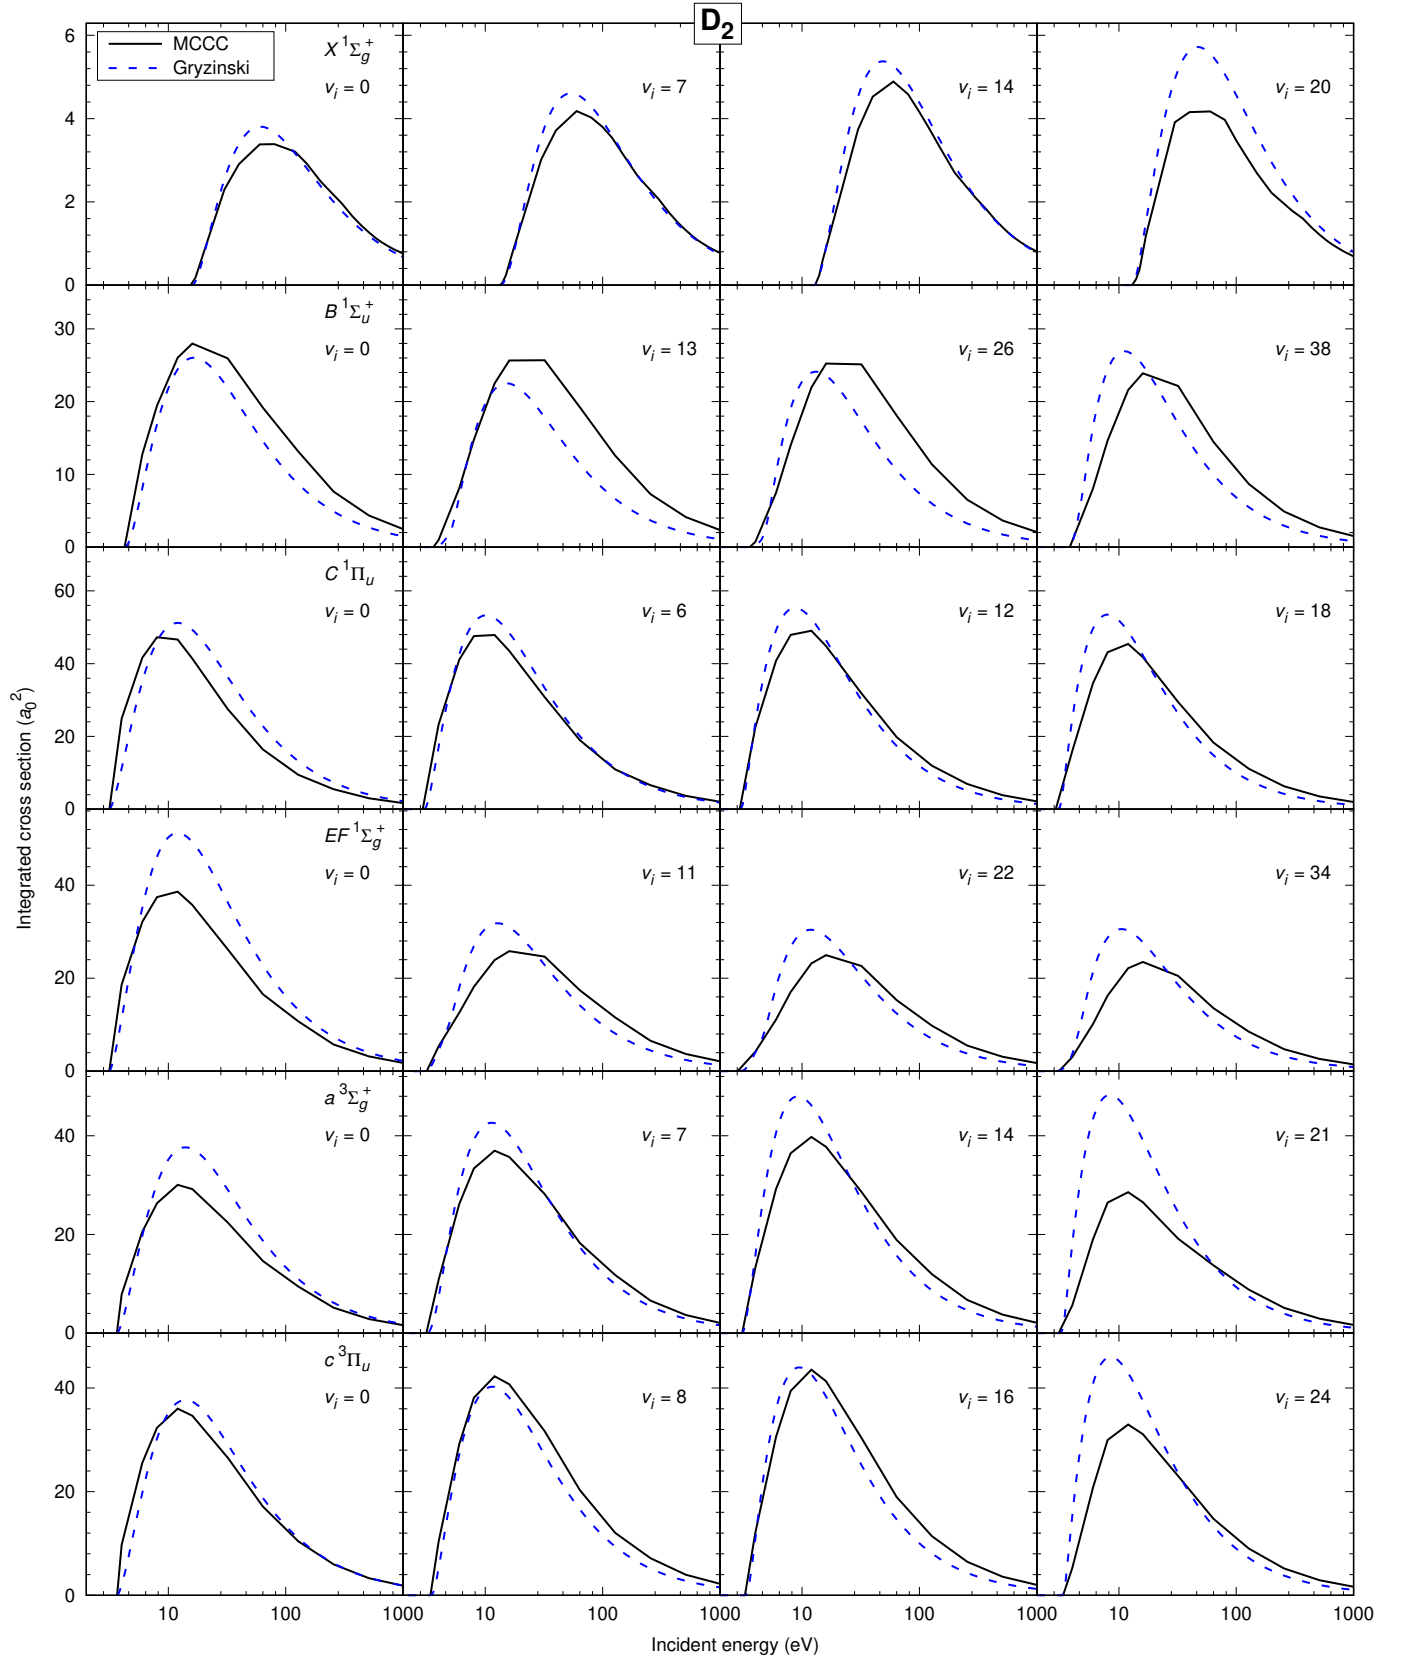 D₂
MCCC
Gryzinski
X ¹Σg⁺
vᵢ = 0
vᵢ = 7
vᵢ = 14
vᵢ = 20
6
4
2
0
B ¹Σu⁺
vᵢ = 0
vᵢ = 13
vᵢ = 26
vᵢ = 38
30
20
10
0
C ¹Πu
vᵢ = 0
vᵢ = 6
vᵢ = 12
vᵢ = 18
60
40
20
0
Integrated cross section (a₀²)
EF ¹Σg⁺
vᵢ = 0
vᵢ = 11
vᵢ = 22
vᵢ = 34
40
20
0
a ³Σg⁺
vᵢ = 0
vᵢ = 7
vᵢ = 14
vᵢ = 21
40
20
0
c ³Πu
vᵢ = 0
vᵢ = 8
vᵢ = 16
vᵢ = 24
40
20
0
10 100 1000 10 100 1000 10 100 1000 10 100 1000
Incident energy (eV)